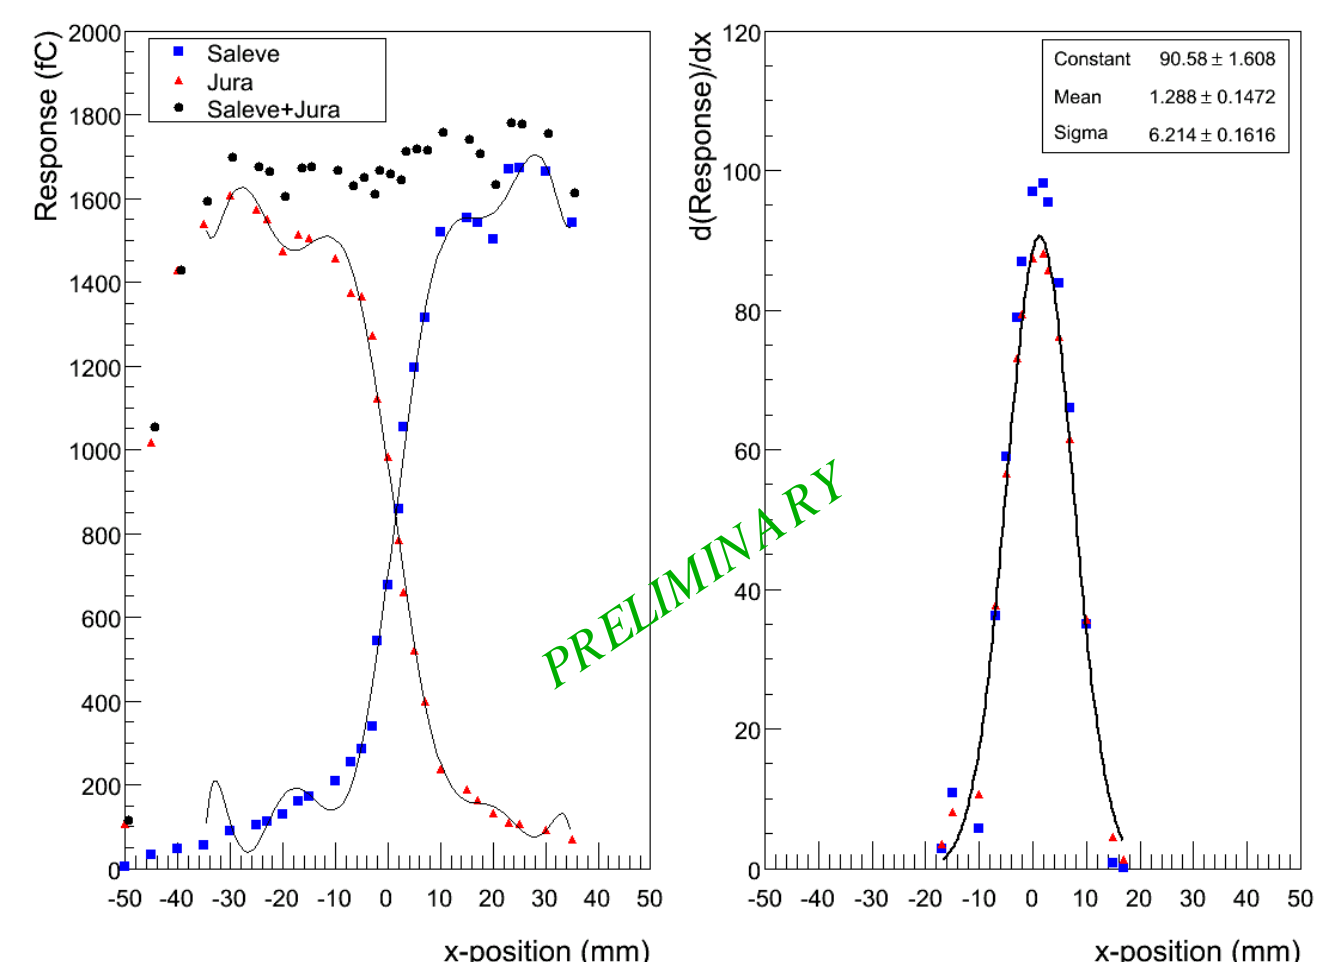 Response (fC)
2000
1800
1600
1400
1200
1000
800
600
400
200
0
Saleve
Jura
Saleve+Jura
-50 -40 -30 -20 -10 0 10 20 30 40 50
x-position (mm)
d(Response)/dx
120
100
80
60
40
20
0
Constant 90.58 ± 1.608
Mean 1.288 ± 0.1472
Sigma 6.214 ± 0.1616
-50 -40 -30 -20 -10 0 10 20 30 40 50
x-position (mm)
PRELIMINARY